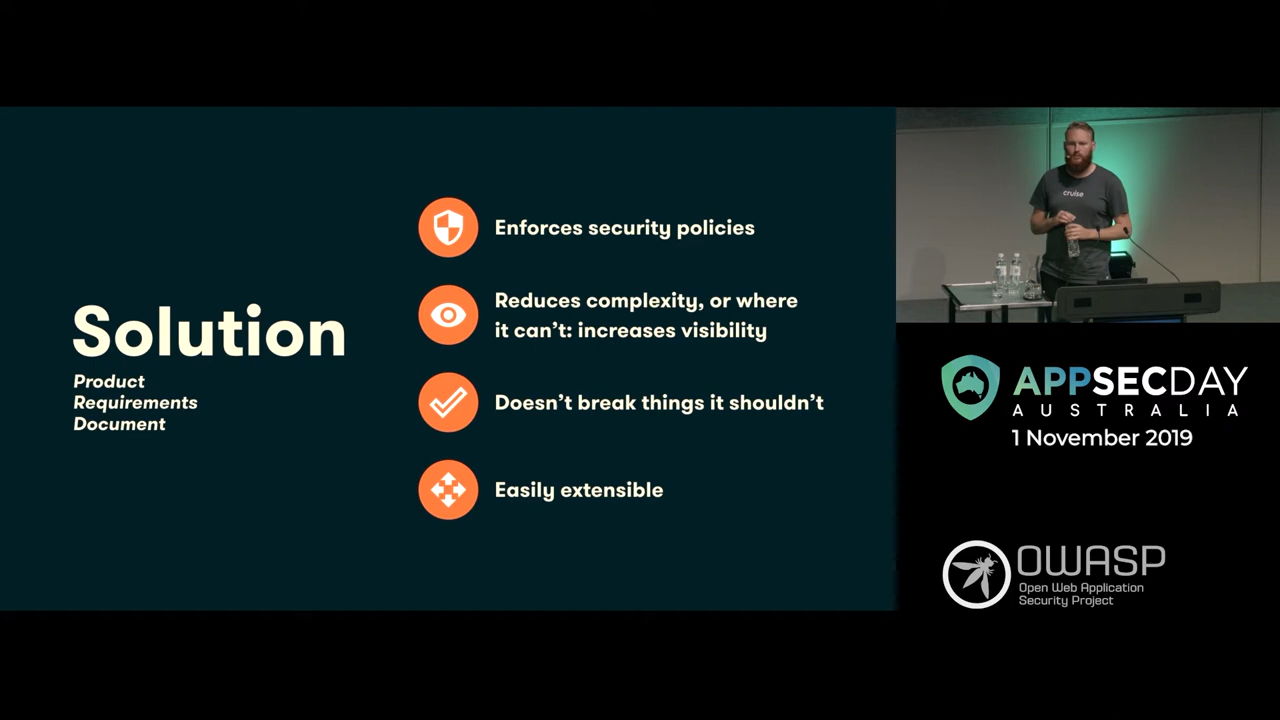 Solution
Product
Requirements
Document
Enforces security policies
Reduces complexity, or where
it can't: increases visibility
Doesn't break things it shouldn't
Easily extensible
cruise
APPSECDAY
AUSTRALIA
1 November 2019
OWASP
Open Web Application
Security Project